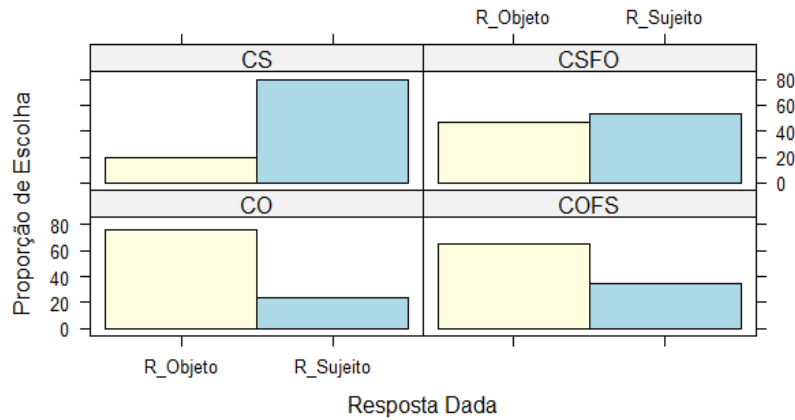 R_Objeto R_Sujeito
CS CSFO
80
60
40
20
0
CO COFS
80
60
40
20
0
R_Objeto R_Sujeito
Resposta Dada
Proporção de Escolha